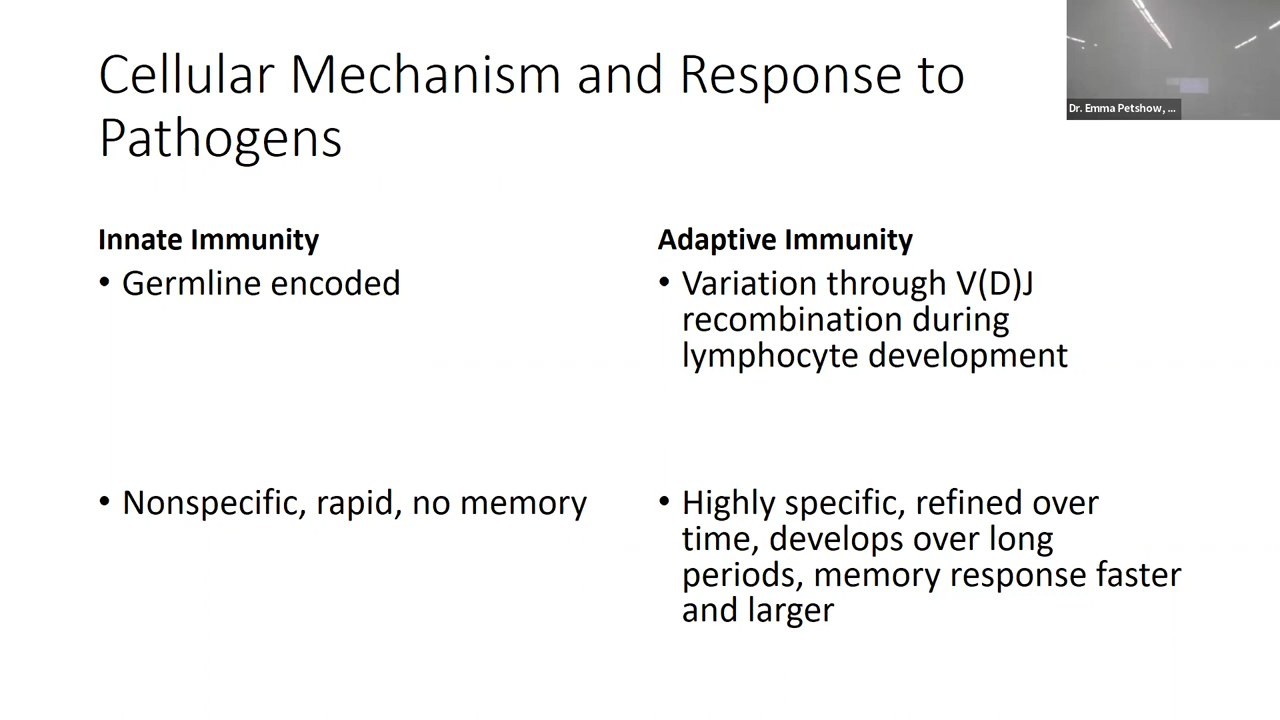 Cellular Mechanism and Response to
Pathogens
Dr. Emma Petshow, ...
Innate Immunity
• Germline encoded
• Nonspecific, rapid, no memory
Adaptive Immunity
• Variation through V(D)J
recombination during
lymphocyte development
• Highly specific, refined over
time, develops over long
periods, memory response faster
and larger